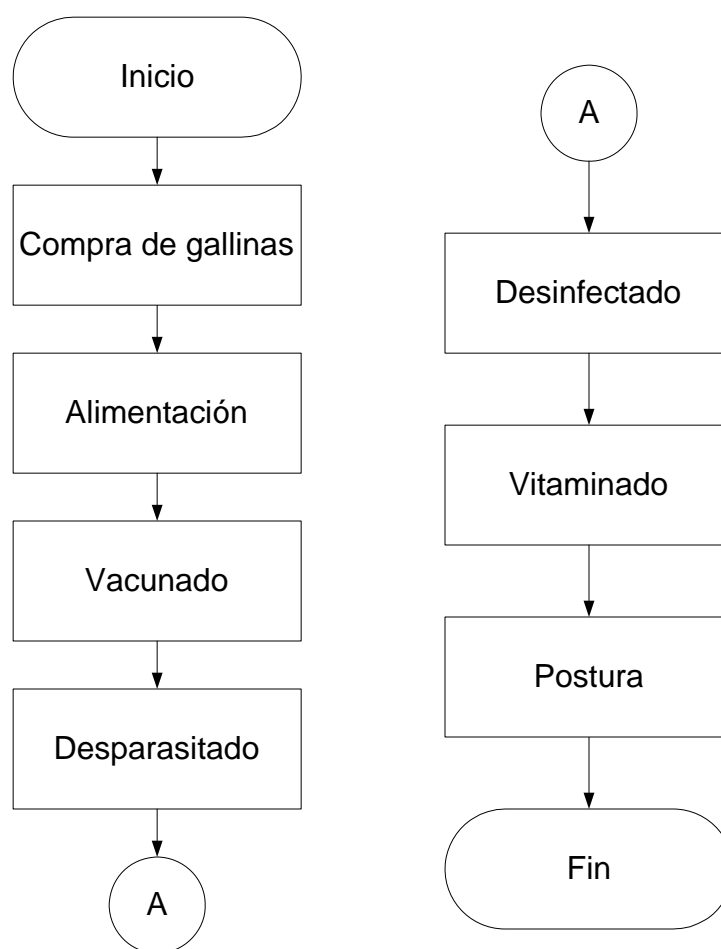 Inicio
Compra de gallinas
Alimentación
Vacunado
Desparasitado
A
A
Desinfectado
Vitaminado
Postura
Fin